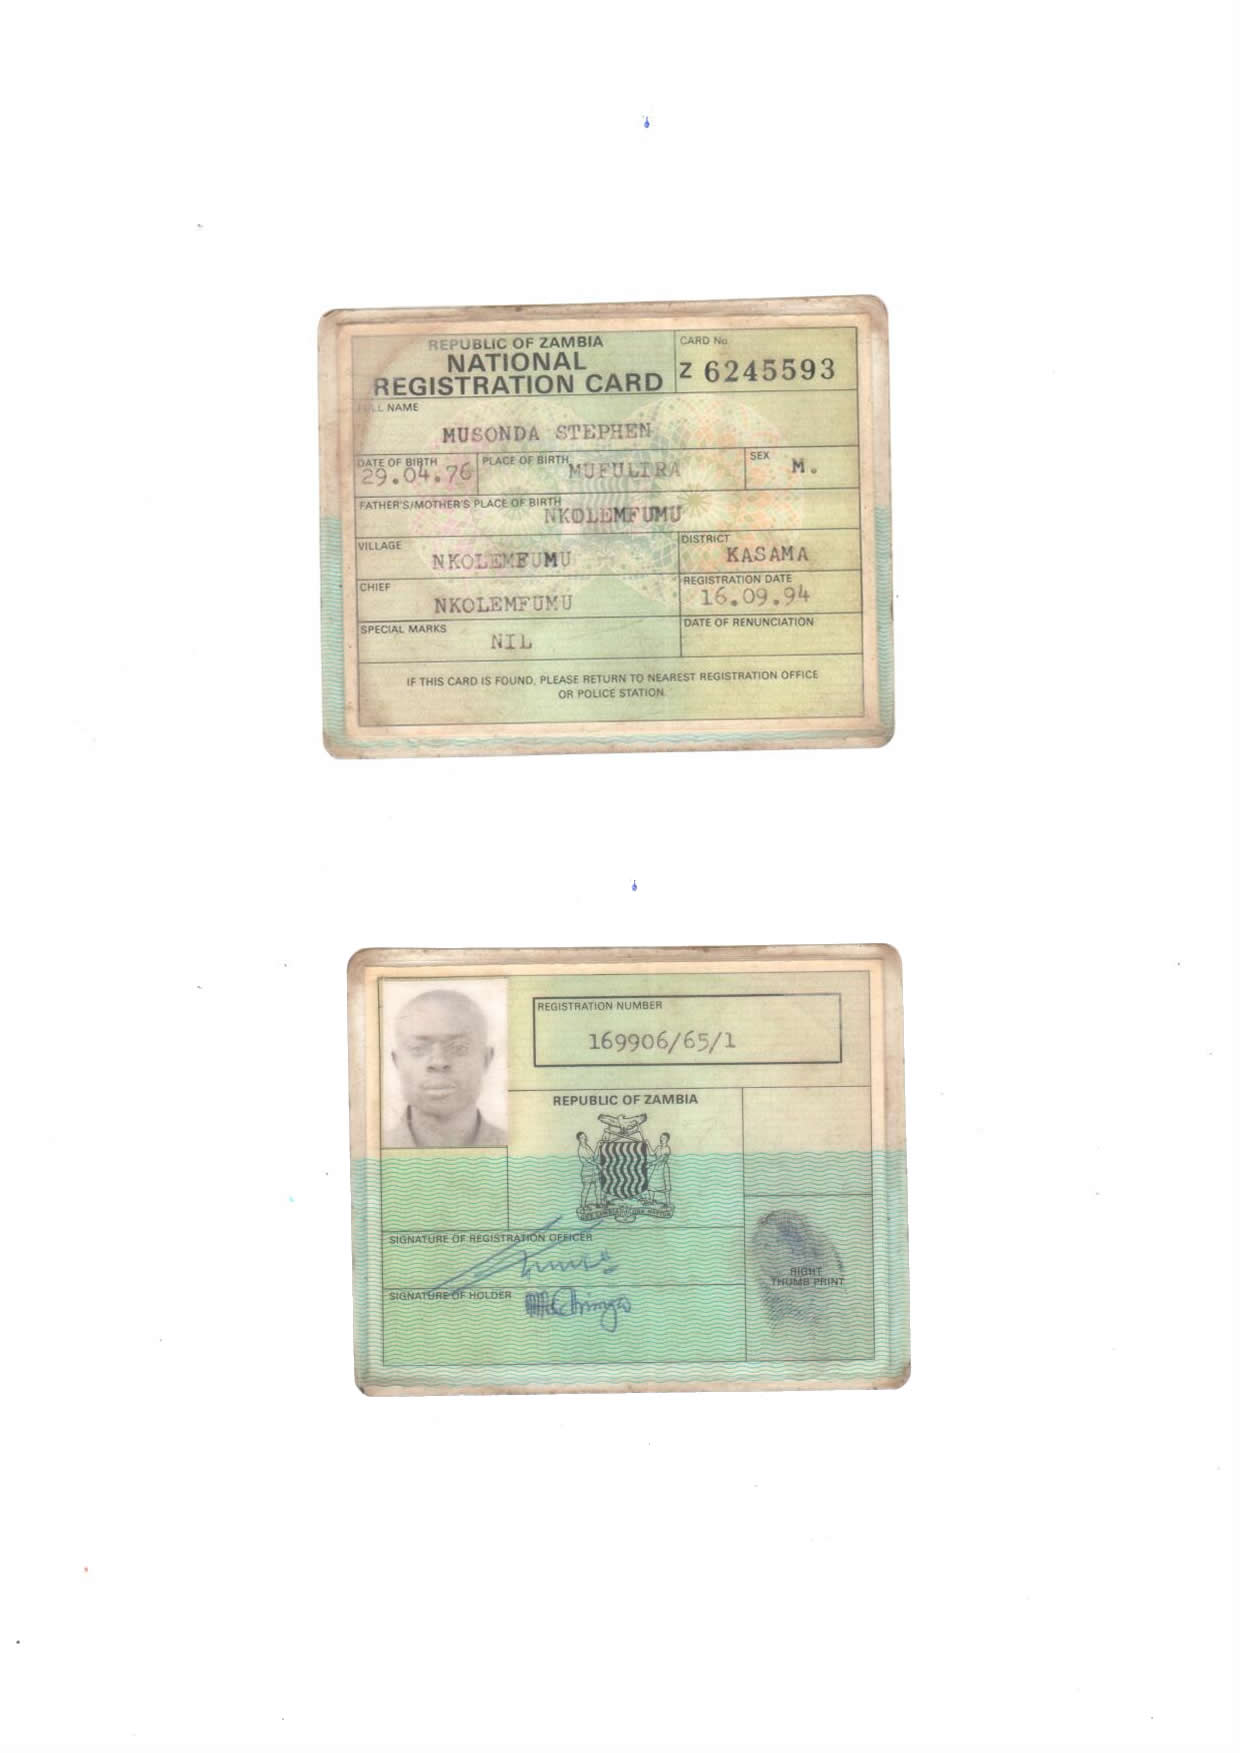 REPUBLIC OF ZAMBIA
NATIONAL
REGISTRATION CARD
CARD No.
Z 6245593
FULL NAME
MUSONDA STEPHEN
DATE OF BIRTH
29.04.76
PLACE OF BIRTH
MUFULIRA
SEX
M.
FATHER'S/MOTHER'S PLACE OF BIRTH
NKOLEMFUMU
VILLAGE
NKOLEMFUMU
DISTRICT
KASAMA
CHIEF
NKOLEMFUMU
REGISTRATION DATE
16.09.94
SPECIAL MARKS
NIL
DATE OF RENUNCIATION
IF THIS CARD IS FOUND, PLEASE RETURN TO NEAREST REGISTRATION OFFICE
OR POLICE STATION
REGISTRATION NUMBER
169906/65/1
REPUBLIC OF ZAMBIA
SIGNATURE OF REGISTRATION OFFICER
SIGNATURE OF HOLDER
RIGHT
THUMB PRINT